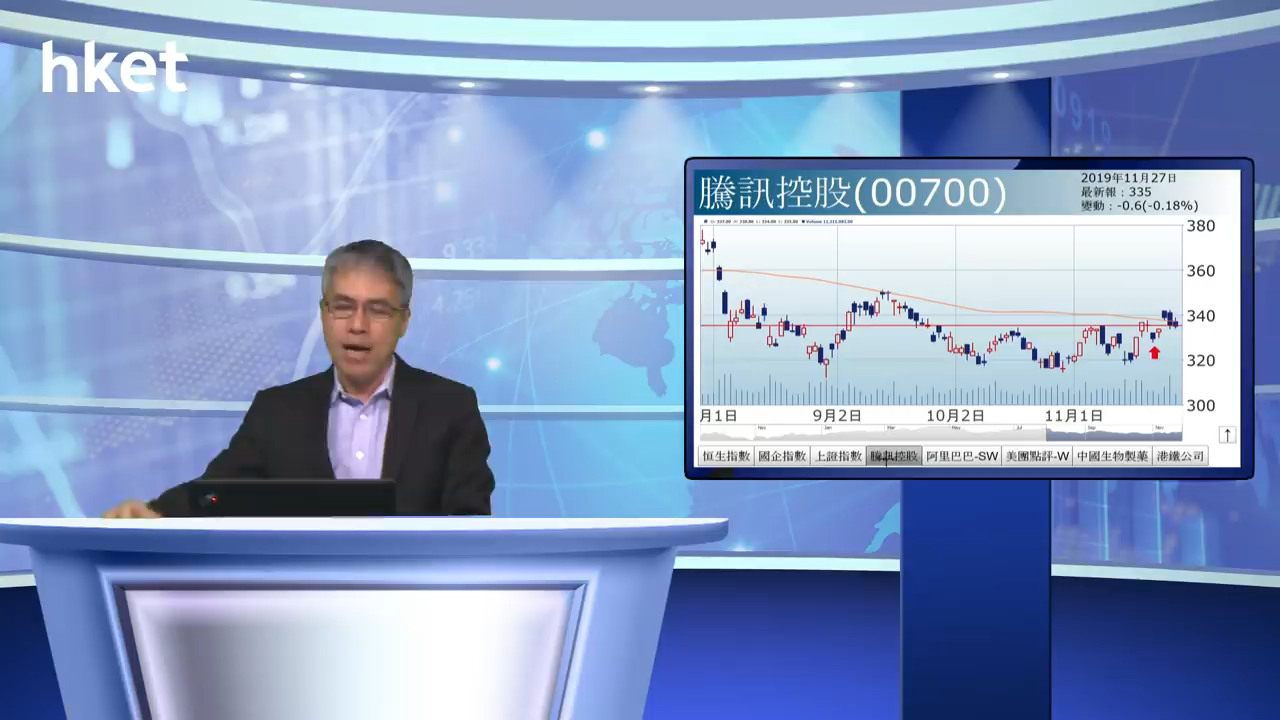 hket
騰訊控股(00700)
2019年11月27日
最新報：335
變動：-0.6(-0.18%)
380
360
340
320
300
月1日 9月2日 10月2日 11月1日
恒生指數 國企指數 上證指數 騰訊控股 阿里巴巴-SW 美團點評-W 中國生物製藥 港鐵公司